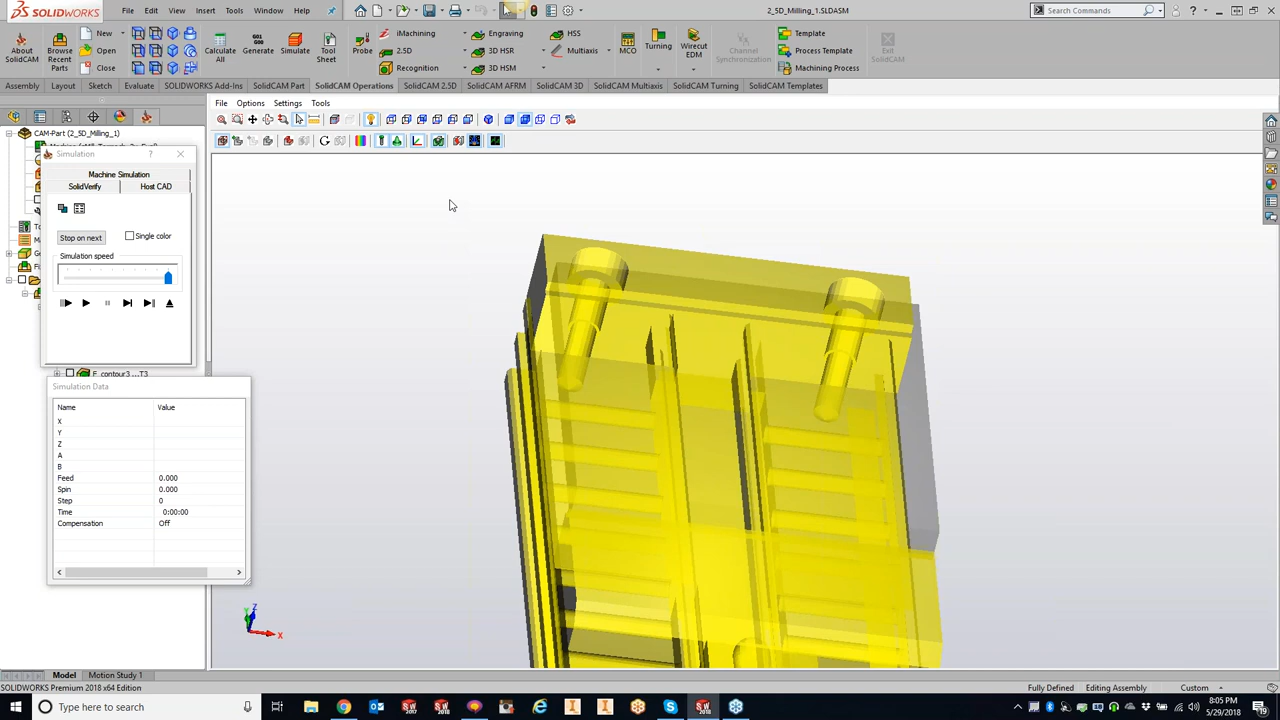 SOLIDWORKS File Edit View Insert Tools Window Help 2_5D_Milling_1.SLDASM Search Commands
About SolidCAM
Browse Recent Parts
New
Open
Close
Calculate All
G01 G00
Generate
Simulate
Tool Sheet
Probe
iMachining
2.5D
Recognition
Engraving
3D HSR
3D HSM
HSS
Multiaxis
MCO
Turning
Wirecut EDM
Channel Synchronization
Template
Process Template
Machining Process
Exit SolidCAM
Assembly Layout Sketch Evaluate SOLIDWORKS Add-Ins SolidCAM Part SolidCAM Operations SolidCAM 2.5D SolidCAM AFRM SolidCAM 3D SolidCAM Multiaxis SolidCAM Turning SolidCAM Templates
File Options Settings Tools
CAM-Part (2_5D_Milling_1)
Simulation ?
Machine Simulation
SolidVerify Host CAD
Stop on next Single color
Simulation speed
F_contour3 ...T3
Simulation Data
Name Value
X
Y
Z
A
B
Feed 0.000
Spin 0.000
Step 0
Time 0:00:00
Compensation Off
Z
Y
X
Model Motion Study 1
SOLIDWORKS Premium 2018 x64 Edition Fully Defined Editing Assembly Custom
Type here to search
8:05 PM
5/29/2018